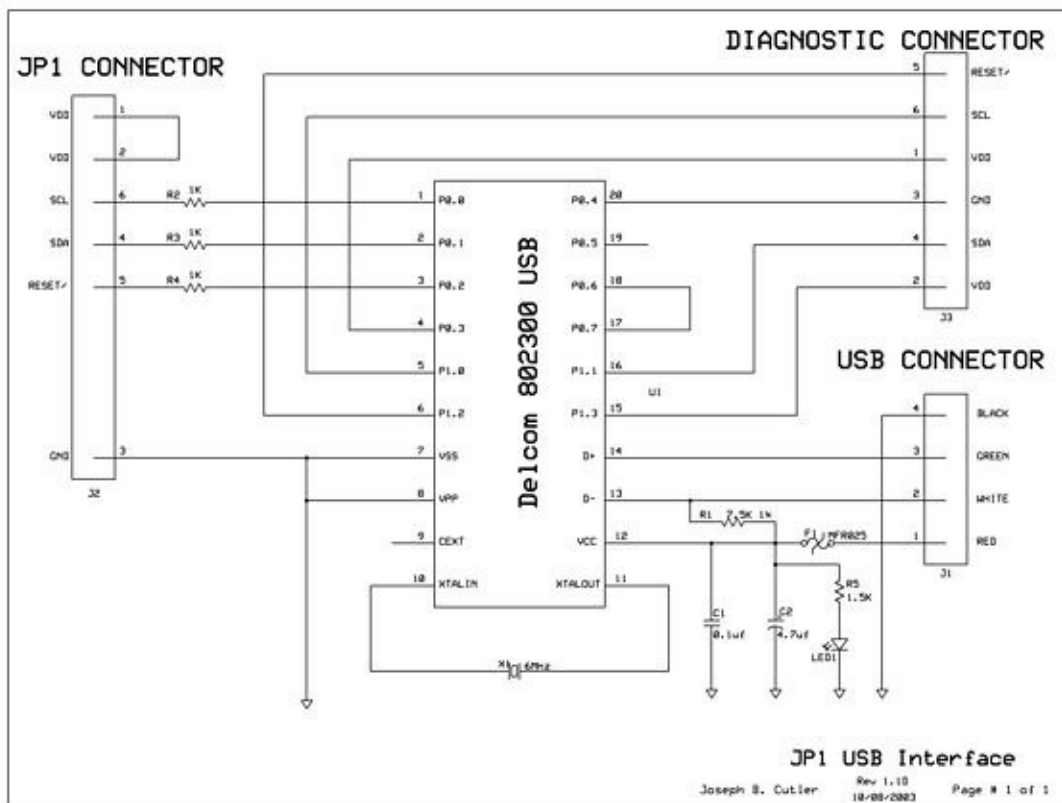 DIAGNOSTIC CONNECTOR
JP1 CONNECTOR
5 RESET/
VDD 1
6 SCL
VDD 2
1 VDD
SCL 6 R2 1K 1 P0.0 P0.4 20 3 GND
SDA 4 R3 1K 2 P0.1 P0.5 19 4 SDA
RESET/ 5 R4 1K 3 P0.2 P0.6 18 2 VDD
J3
4 P0.3 P0.7 17
Delcom 802300 USB
USB CONNECTOR
5 P1.0 P1.1 16
U1
6 P1.2 P1.3 15 4 BLACK
GND 3 7 VSS D+ 14 3 GREEN
J2
8 VPP D- 13 2 WHITE
R1 7.5K 1%
9 CEXT VCC 12 F1 MFR025 1 RED
J1
10 XTALIN XTALOUT 11
R5
1.5K
C1
0.1uf
C2
4.7uf
LED1
X1 6MHz
JP1 USB Interface
Joseph B. Cutler Rev 1.10 10/08/2003 Page # 1 of 1